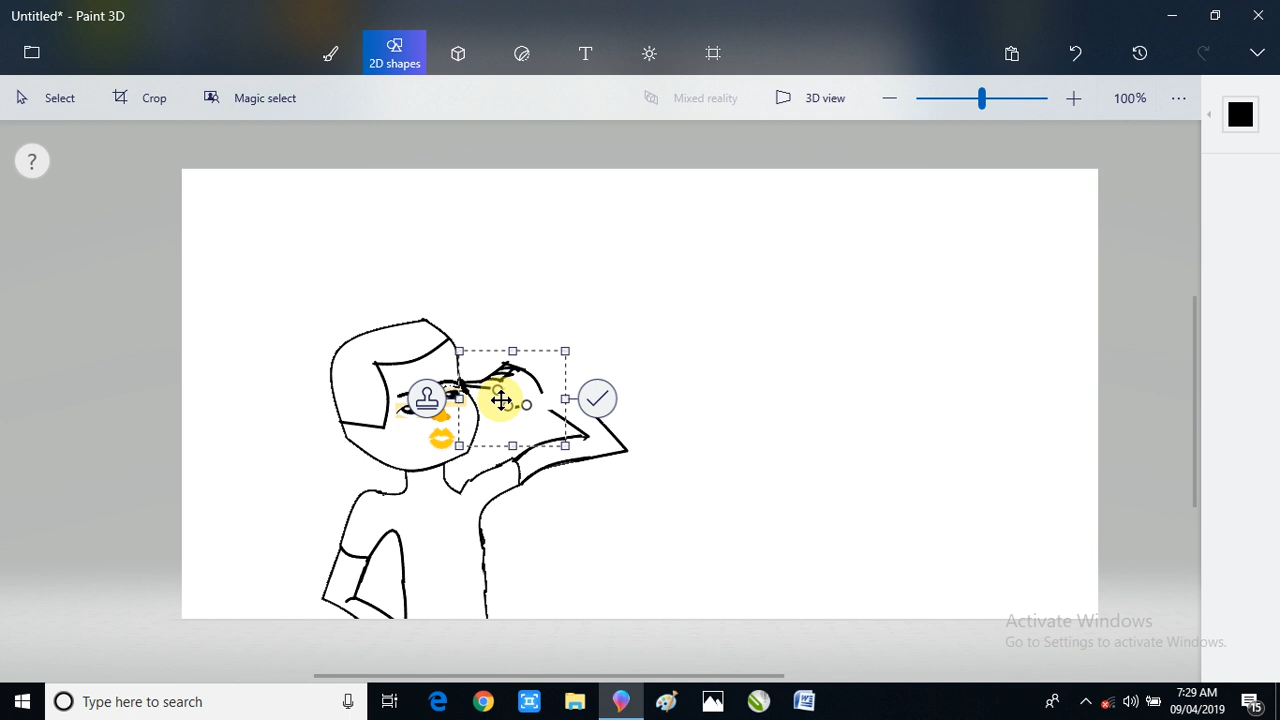 Untitled* - Paint 3D
2D shapes
Select
Crop
Magic select
Mixed reality
3D view
100%
?
Activate Windows
Go to Settings to activate Windows.
Type here to search
7:29 AM
09/04/2019
15